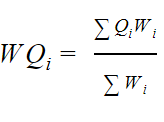 WQᵢ = ∑ QᵢWᵢ / ∑ Wᵢ